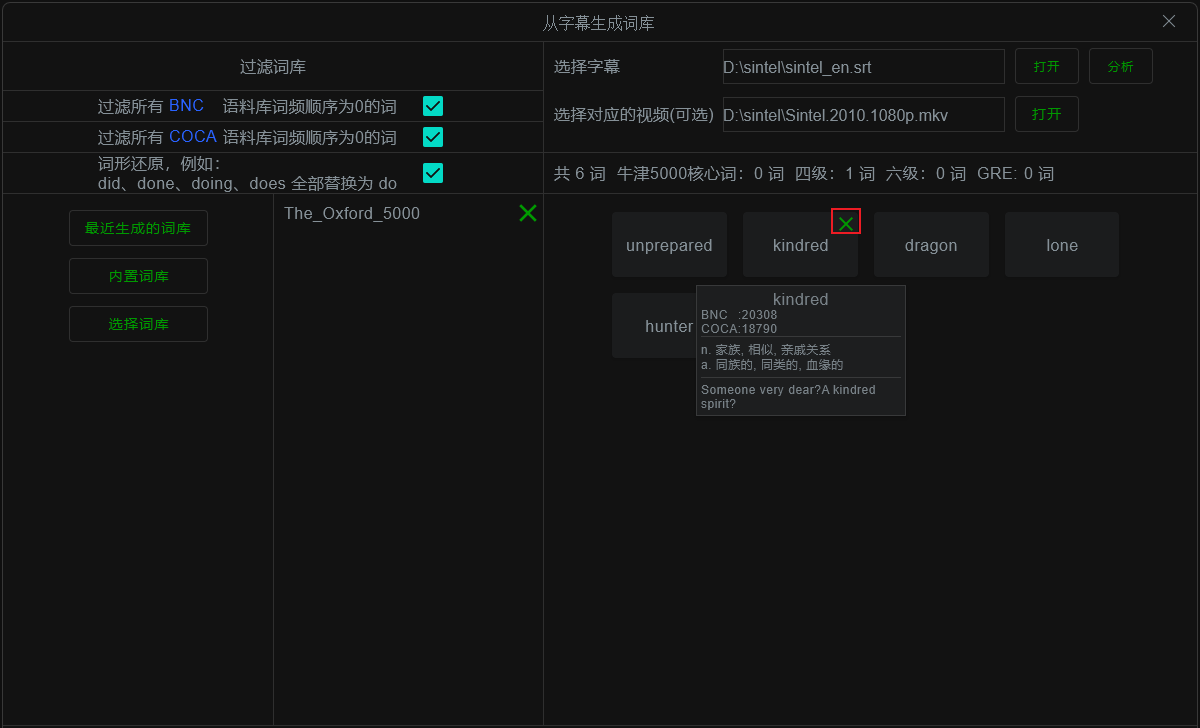 从字幕生成词库
过滤词库
过滤所有 BNC 语料库词频顺序为0的词
过滤所有 COCA 语料库词频顺序为0的词
词形还原，例如：
did、done、doing、does 全部替换为 do
最近生成的词库
内置词库
选择词库
The_Oxford_5000
选择字幕 D:\sintel\sintel_en.srt 打开 分析
选择对应的视频(可选) D:\sintel\Sintel.2010.1080p.mkv 打开
共 6 词 牛津5000核心词：0 词 四级：1 词 六级：0 词 GRE: 0 词
unprepared kindred dragon lone
hunter
kindred
BNC :20308
COCA:18790
n. 家族, 相似, 亲戚关系
a. 同族的, 同类的, 血缘的
Someone very dear?A kindred
spirit?